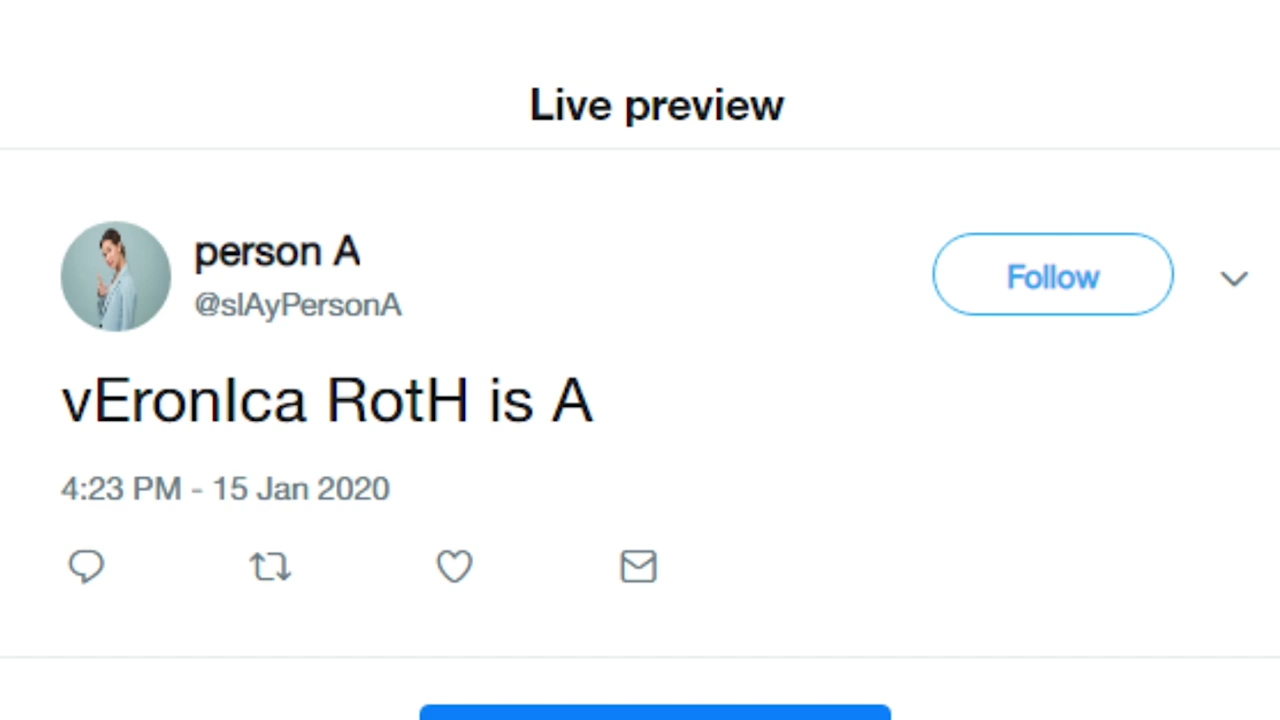 Live preview
person A
@slAyPersonA
Follow
vEronIca RotH is A
4:23 PM - 15 Jan 2020